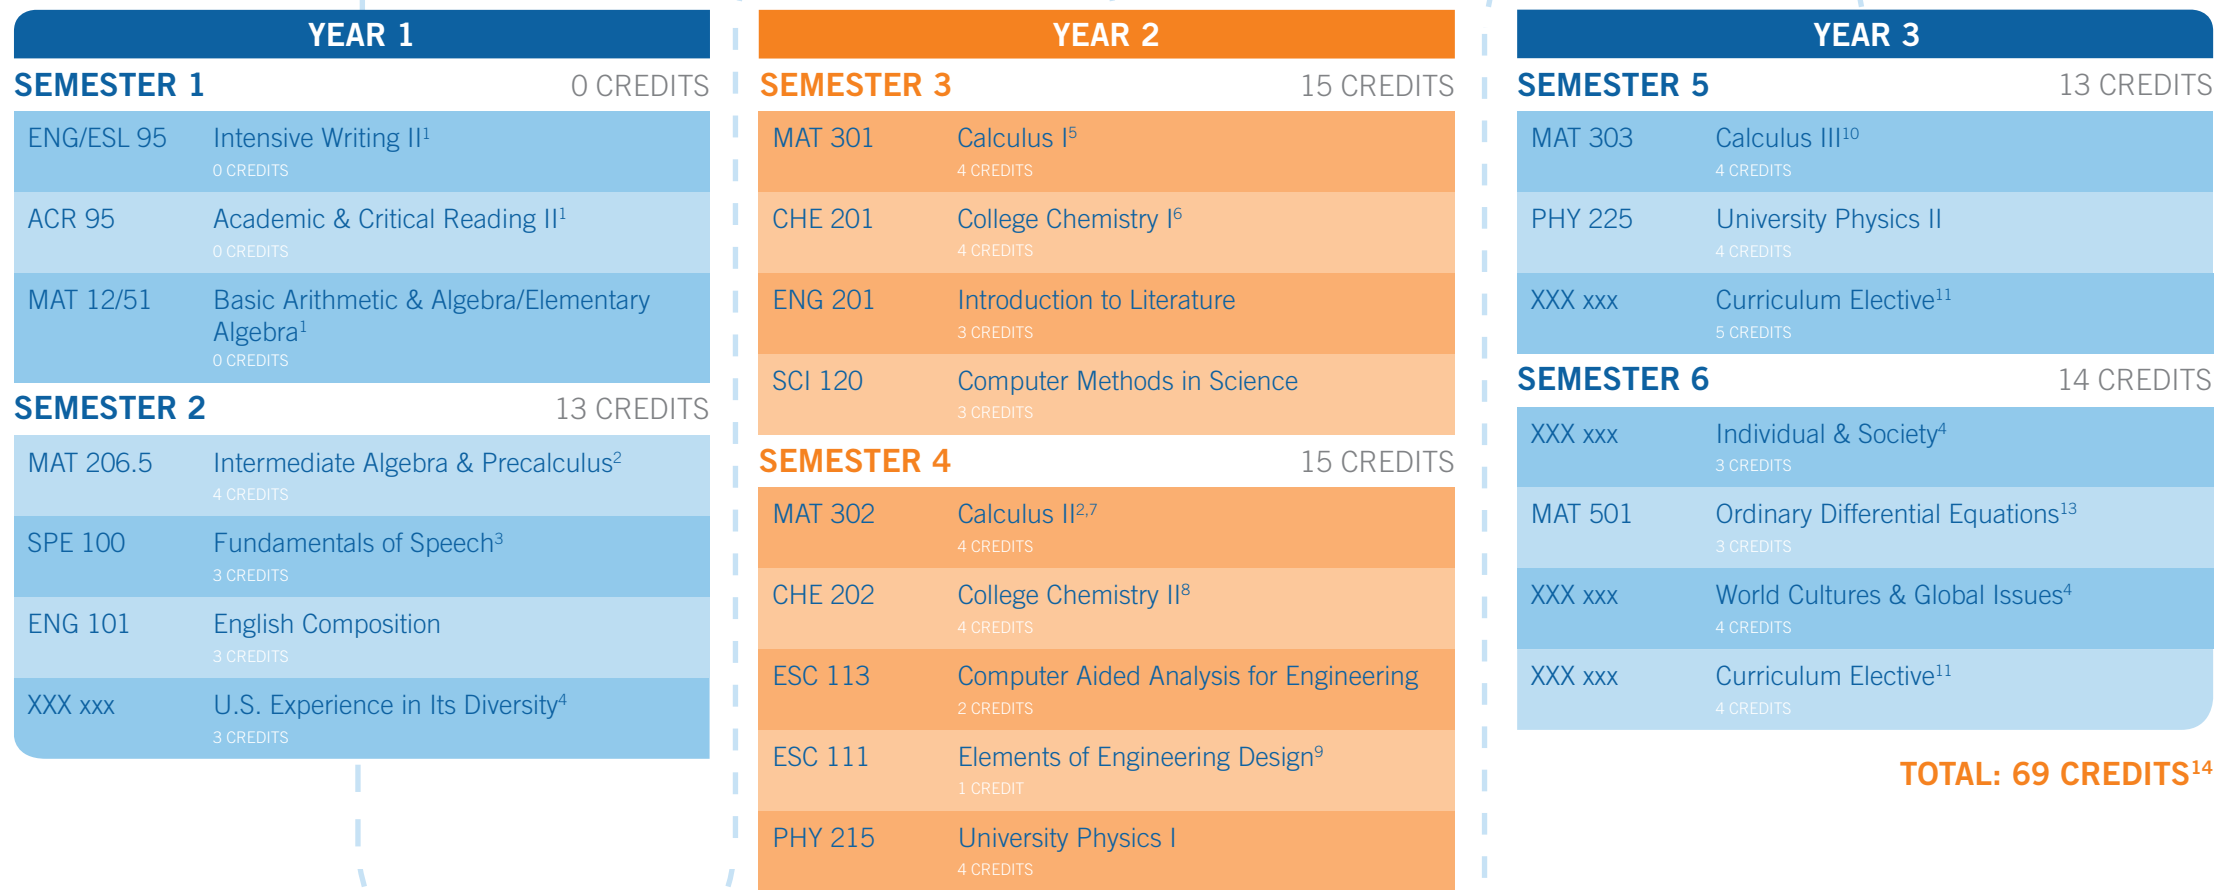 YEAR 1
SEMESTER 1 0 CREDITS
ENG/ESL 95 Intensive Writing II¹
0 CREDITS
ACR 95 Academic & Critical Reading II¹
0 CREDITS
MAT 12/51 Basic Arithmetic & Algebra/Elementary
Algebra¹
0 CREDITS
SEMESTER 2 13 CREDITS
MAT 206.5 Intermediate Algebra & Precalculus²
4 CREDITS
SPE 100 Fundamentals of Speech³
3 CREDITS
ENG 101 English Composition
3 CREDITS
XXX xxx U.S. Experience in Its Diversity⁴
3 CREDITS
YEAR 2
SEMESTER 3 15 CREDITS
MAT 301 Calculus I⁵
4 CREDITS
CHE 201 College Chemistry I⁶
4 CREDITS
ENG 201 Introduction to Literature
3 CREDITS
SCI 120 Computer Methods in Science
3 CREDITS
SEMESTER 4 15 CREDITS
MAT 302 Calculus II²,⁷
4 CREDITS
CHE 202 College Chemistry II⁸
4 CREDITS
ESC 113 Computer Aided Analysis for Engineering
2 CREDITS
ESC 111 Elements of Engineering Design⁹
1 CREDIT
PHY 215 University Physics I
4 CREDITS
YEAR 3
SEMESTER 5 13 CREDITS
MAT 303 Calculus III¹⁰
4 CREDITS
PHY 225 University Physics II
4 CREDITS
XXX xxx Curriculum Elective¹¹
5 CREDITS
SEMESTER 6 14 CREDITS
XXX xxx Individual & Society⁴
3 CREDITS
MAT 501 Ordinary Differential Equations¹³
3 CREDITS
XXX xxx World Cultures & Global Issues⁴
4 CREDITS
XXX xxx Curriculum Elective¹¹
4 CREDITS
TOTAL: 69 CREDITS¹⁴